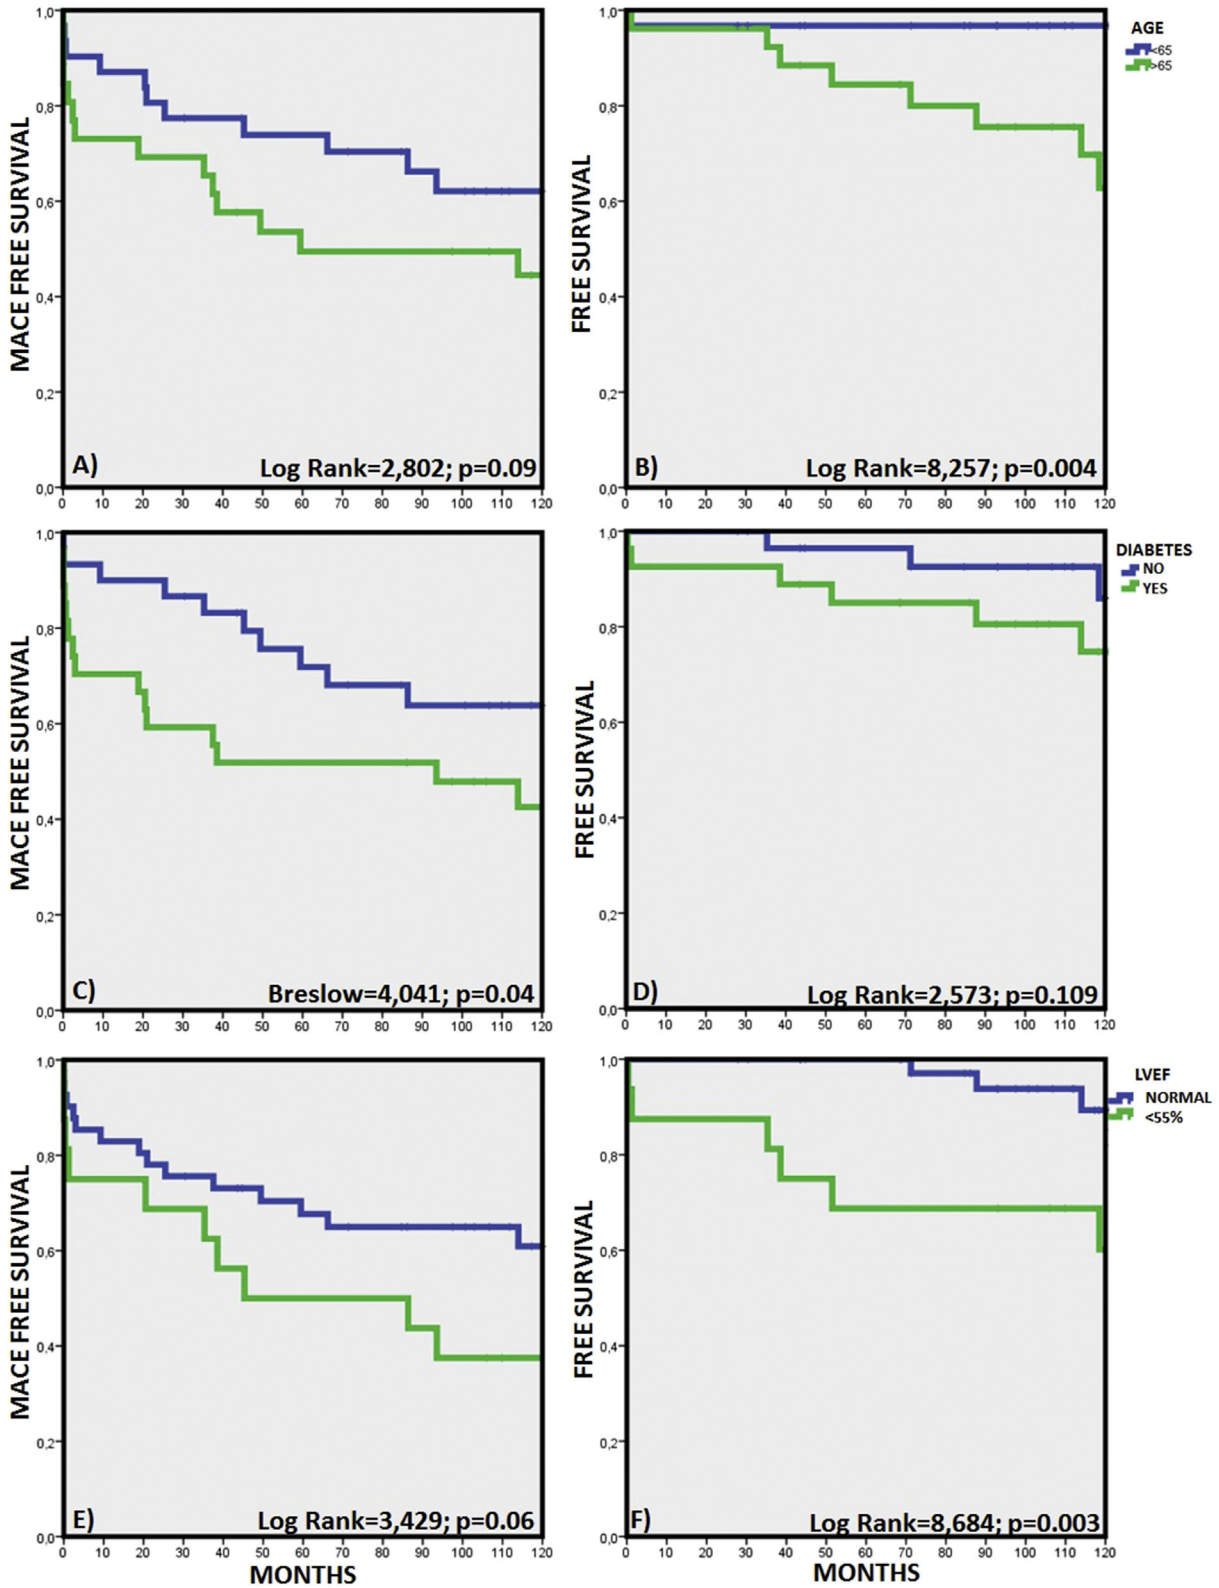 1,0
0,8
0,6
0,4
0,2
0,0
MACE FREE SURVIVAL
A)
Log Rank=2,802; p=0.09
0 10 20 30 40 50 60 70 80 90 100 110 120
1,0
0,8
0,6
0,4
0,2
0,0
FREE SURVIVAL
B)
Log Rank=8,257; p=0.004
0 10 20 30 40 50 60 70 80 90 100 110 120
AGE
<65
>65
1,0
0,8
0,6
0,4
0,2
0,0
MACE FREE SURVIVAL
C)
Breslow=4,041; p=0.04
0 10 20 30 40 50 60 70 80 90 100 110 120
1,0
0,8
0,6
0,4
0,2
0,0
FREE SURVIVAL
D)
Log Rank=2,573; p=0.109
0 10 20 30 40 50 60 70 80 90 100 110 120
DIABETES
NO
YES
1,0
0,8
0,6
0,4
0,2
0,0
MACE FREE SURVIVAL
E)
Log Rank=3,429; p=0.06
0 10 20 30 40 50 60 70 80 90 100 110 120
MONTHS
1,0
0,8
0,6
0,4
0,2
0,0
FREE SURVIVAL
F)
Log Rank=8,684; p=0.003
0 10 20 30 40 50 60 70 80 90 100 110 120
MONTHS
LVEF
NORMAL
<55%